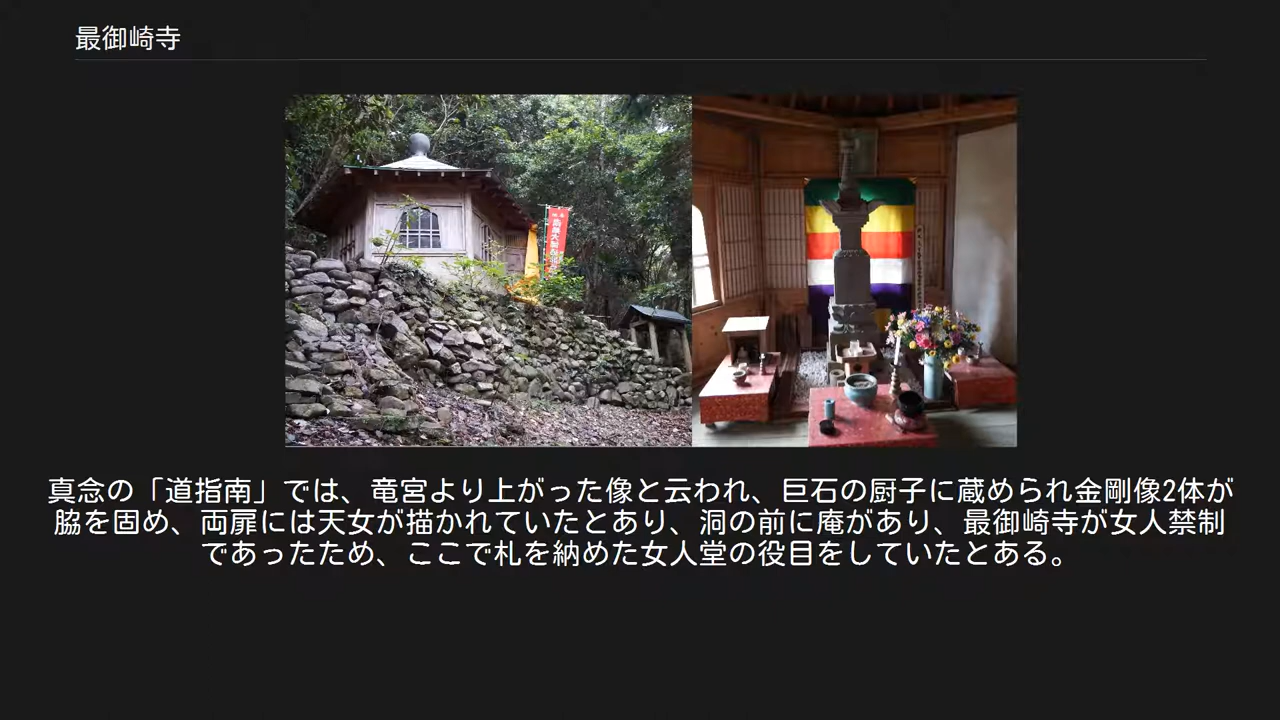 最御崎寺
真念の「道指南」では、竜宮より上がった像と云われ、巨石の厨子に蔵められ金剛像2体が
脇を固め、両扉には天女が描かれていたとあり、洞の前に庵があり、最御崎寺が女人禁制
であったため、ここで札を納めた女人堂の役目をしていたとある。